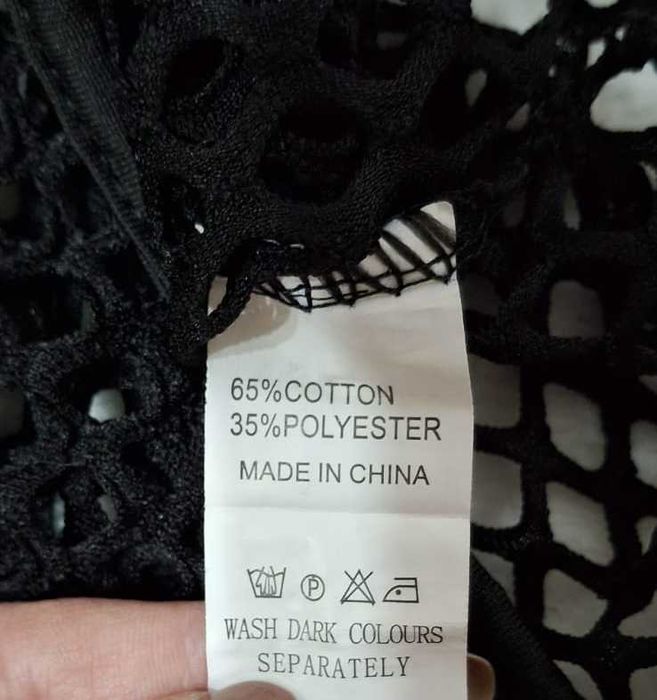 65%COTTON
35%POLYESTER
MADE IN CHINA
P
WASH DARK COLOURS
SEPARATELY